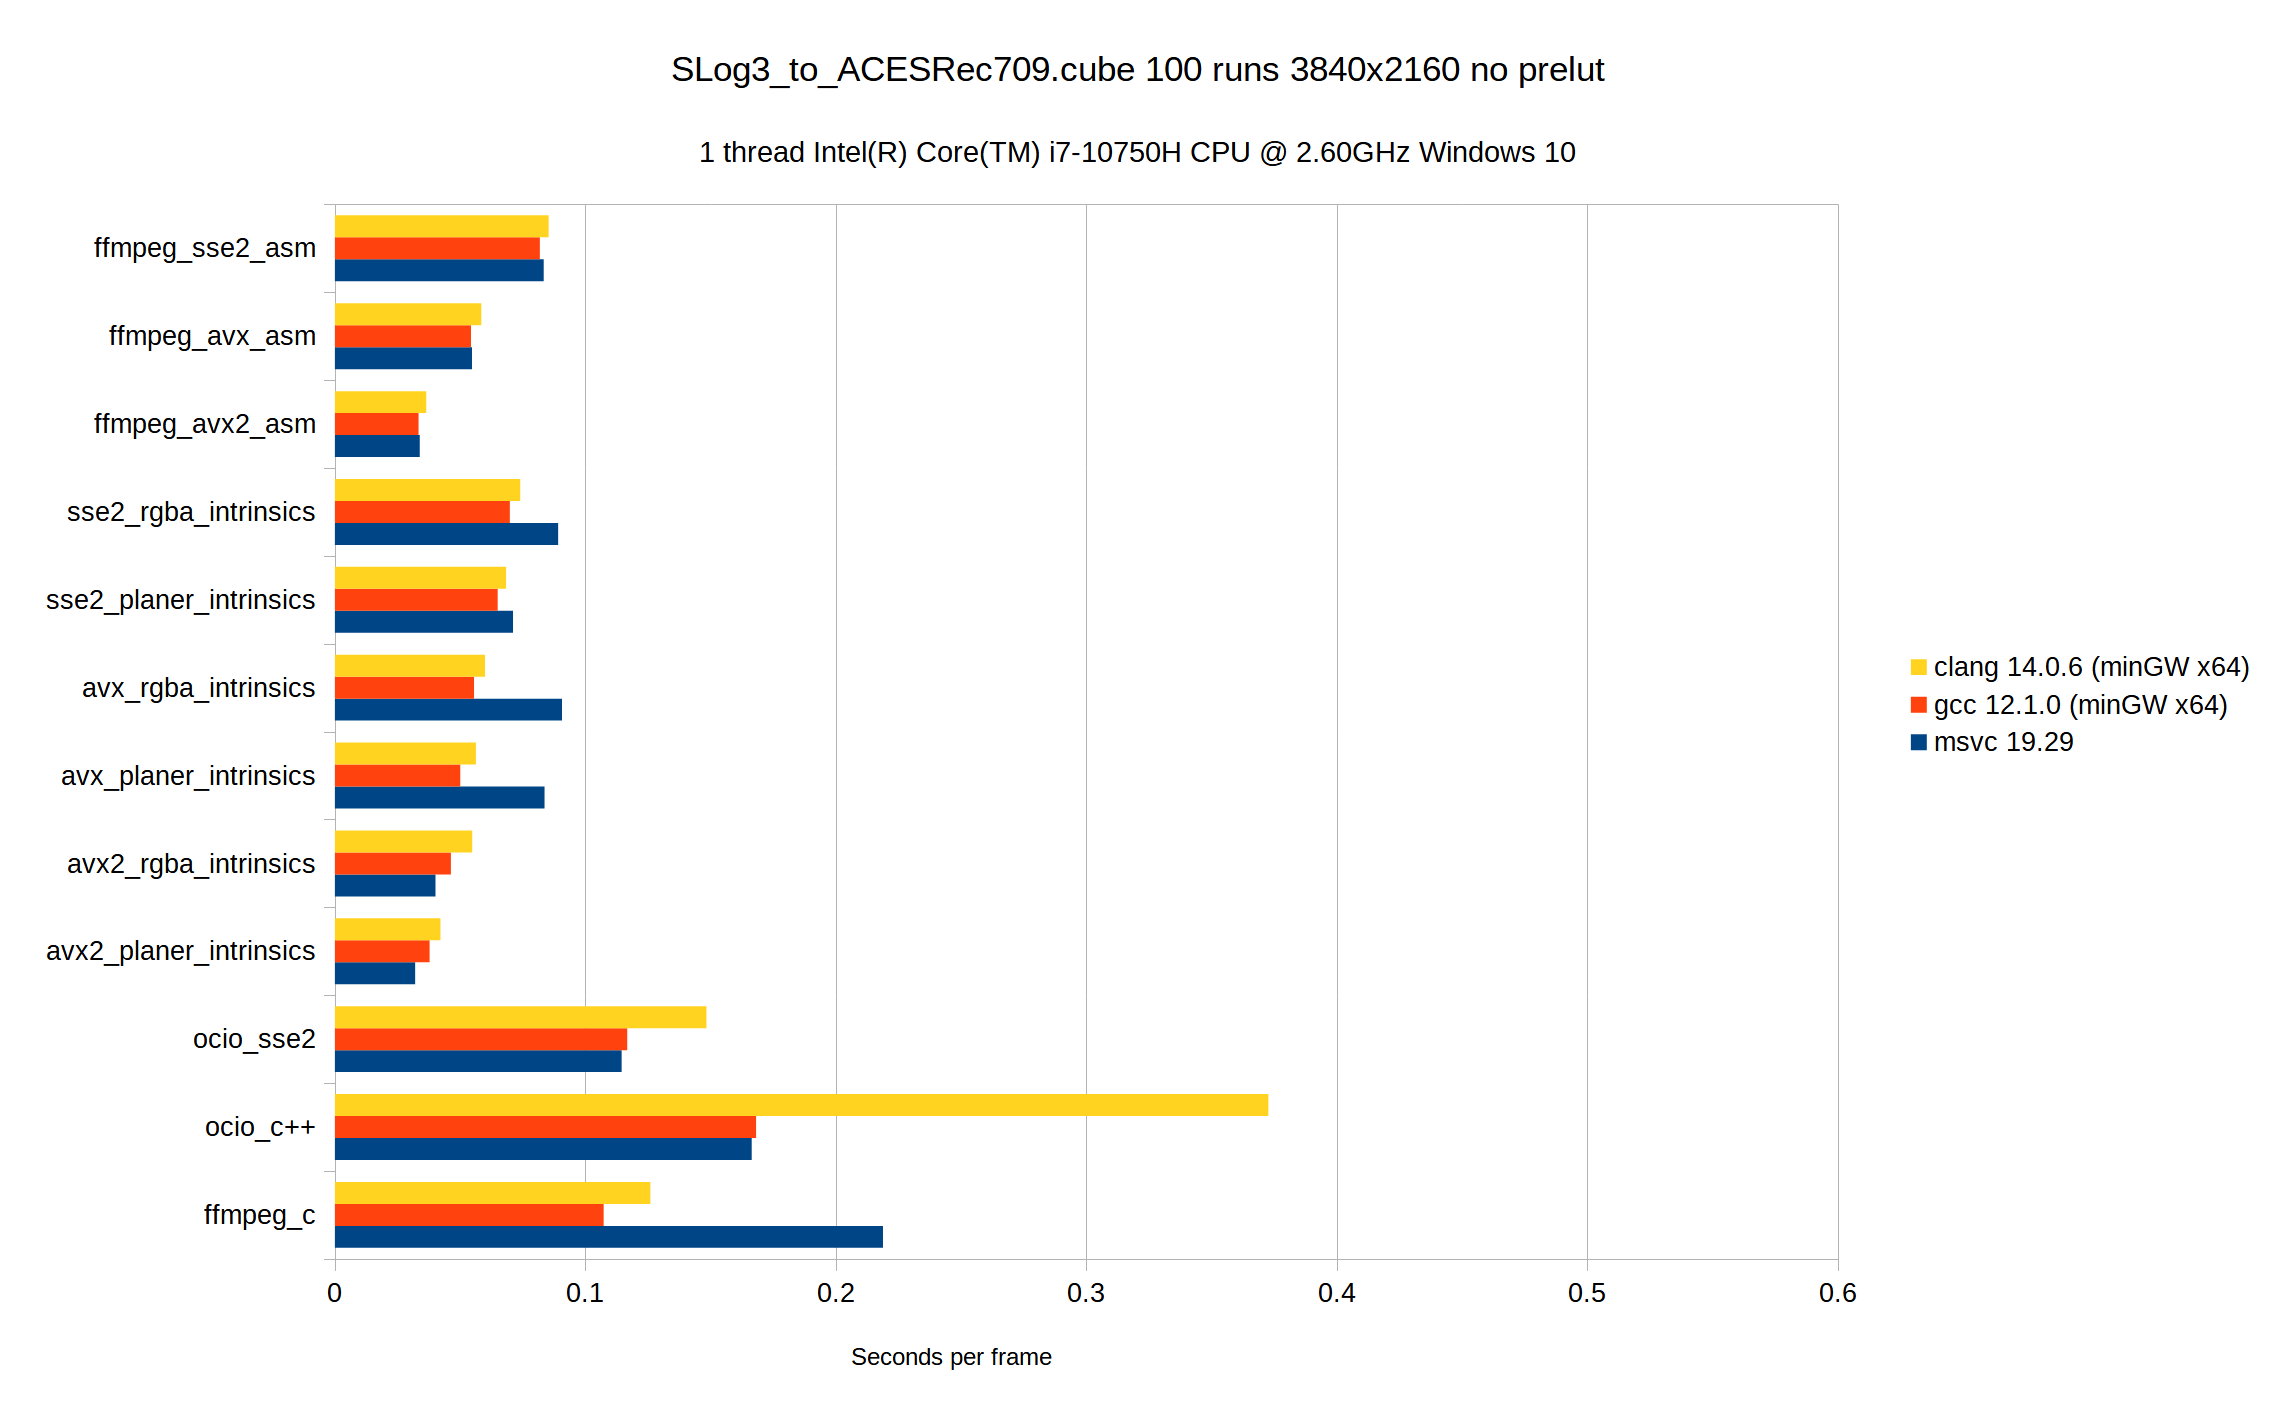 SLog3_to_ACESRec709.cube 100 runs 3840x2160 no prelut
1 thread Intel(R) Core(TM) i7-10750H CPU @ 2.60GHz Windows 10
ffmpeg_sse2_asm
ffmpeg_avx_asm
ffmpeg_avx2_asm
sse2_rgba_intrinsics
sse2_planer_intrinsics
avx_rgba_intrinsics
avx_planer_intrinsics
avx2_rgba_intrinsics
avx2_planer_intrinsics
ocio_sse2
ocio_c++
ffmpeg_c
0 0.1 0.2 0.3 0.4 0.5 0.6
Seconds per frame
clang 14.0.6 (minGW x64)
gcc 12.1.0 (minGW x64)
msvc 19.29